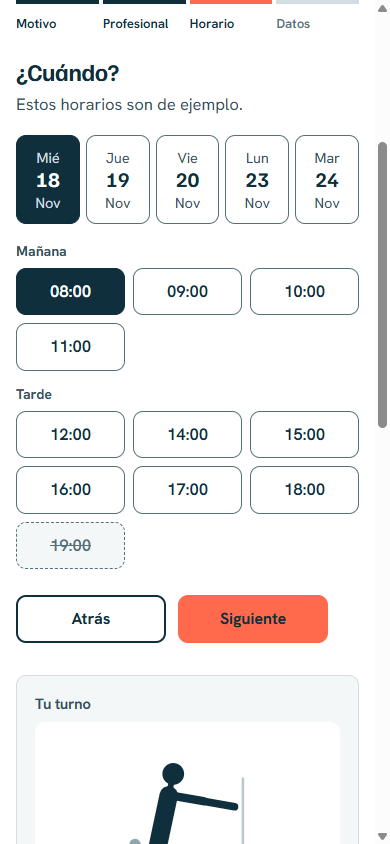 Motivo Profesional Horario Datos
¿Cuándo?
Estos horarios son de ejemplo.
Mié Jue Vie Lun Mar
18 19 20 23 24
Nov Nov Nov Nov Nov
Mañana
08:00 09:00 10:00
11:00
Tarde
12:00 14:00 15:00
16:00 17:00 18:00
19:00
Atrás Siguiente
Tu turno